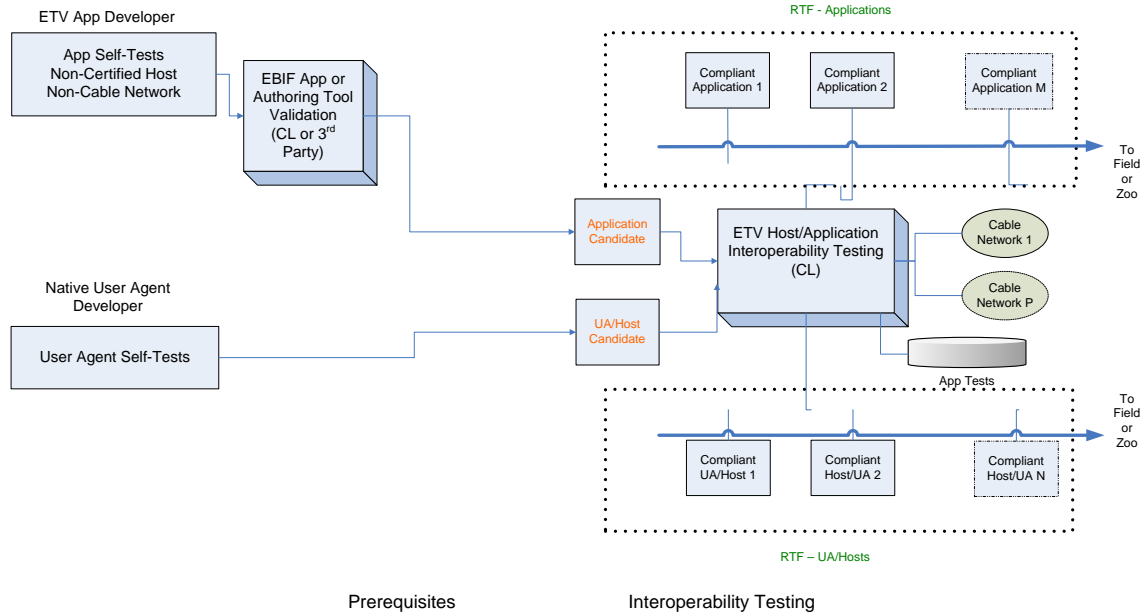 ETV App Developer
App Self-Tests
Non-Certified Host
Non-Cable Network
EBIF App or
Authoring Tool
Validation
(CL or 3rd
Party)
RTF - Applications
Compliant
Application 1
Compliant
Application 2
Compliant
Application M
To
Field
or
Zoo
Application
Candidate
ETV Host/Application
Interoperability Testing
(CL)
Cable
Network 1
Cable
Network P
Native User Agent
Developer
User Agent Self-Tests
UA/Host
Candidate
App Tests
To
Field
or
Zoo
Compliant
UA/Host 1
Compliant
Host/UA 2
Compliant
Host/UA N
RTF – UA/Hosts
Prerequisites
Interoperability Testing